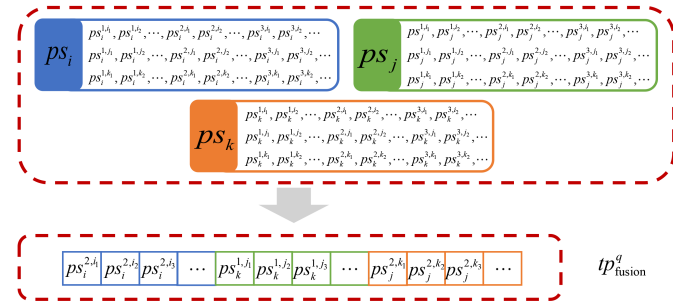 ps_i
ps_i^{1,i_1}, ps_i^{1,i_2}, ⋯, ps_i^{2,i_1}, ps_i^{2,i_2}, ⋯, ps_i^{3,i_1}, ps_i^{3,i_2}, ⋯
ps_i^{1,j_1}, ps_i^{1,j_2}, ⋯, ps_i^{2,j_1}, ps_i^{2,j_2}, ⋯, ps_i^{3,j_1}, ps_i^{3,j_2}, ⋯
ps_i^{1,k_1}, ps_i^{1,k_2}, ⋯, ps_i^{2,k_1}, ps_i^{2,k_2}, ⋯, ps_i^{3,k_1}, ps_i^{3,k_2}, ⋯
ps_j
ps_j^{1,i_1}, ps_j^{1,i_2}, ⋯, ps_j^{2,i_1}, ps_j^{2,i_2}, ⋯, ps_j^{3,i_1}, ps_j^{3,i_2}, ⋯
ps_j^{1,j_1}, ps_j^{1,j_2}, ⋯, ps_j^{2,j_1}, ps_j^{2,j_2}, ⋯, ps_j^{3,j_1}, ps_j^{3,j_2}, ⋯
ps_j^{1,k_1}, ps_j^{1,k_2}, ⋯, ps_j^{2,k_1}, ps_j^{2,k_2}, ⋯, ps_j^{3,k_1}, ps_j^{3,k_2}, ⋯
ps_k
ps_k^{1,i_1}, ps_k^{1,i_2}, ⋯, ps_k^{2,i_1}, ps_k^{2,i_2}, ⋯, ps_k^{3,i_1}, ps_k^{3,i_2}, ⋯
ps_k^{1,j_1}, ps_k^{1,j_2}, ⋯, ps_k^{2,j_1}, ps_k^{2,j_2}, ⋯, ps_k^{3,j_1}, ps_k^{3,j_2}, ⋯
ps_k^{1,k_1}, ps_k^{1,k_2}, ⋯, ps_k^{2,k_1}, ps_k^{2,k_2}, ⋯, ps_k^{3,k_1}, ps_k^{3,k_2}, ⋯
ps_i^{2,i_1} ps_i^{2,i_2} ps_i^{2,i_3} ⋯ ps_k^{1,j_1} ps_k^{1,j_2} ps_k^{1,j_3} ⋯ ps_j^{2,k_1} ps_j^{2,k_2} ps_j^{2,k_3} ⋯
tp_{fusion}^q